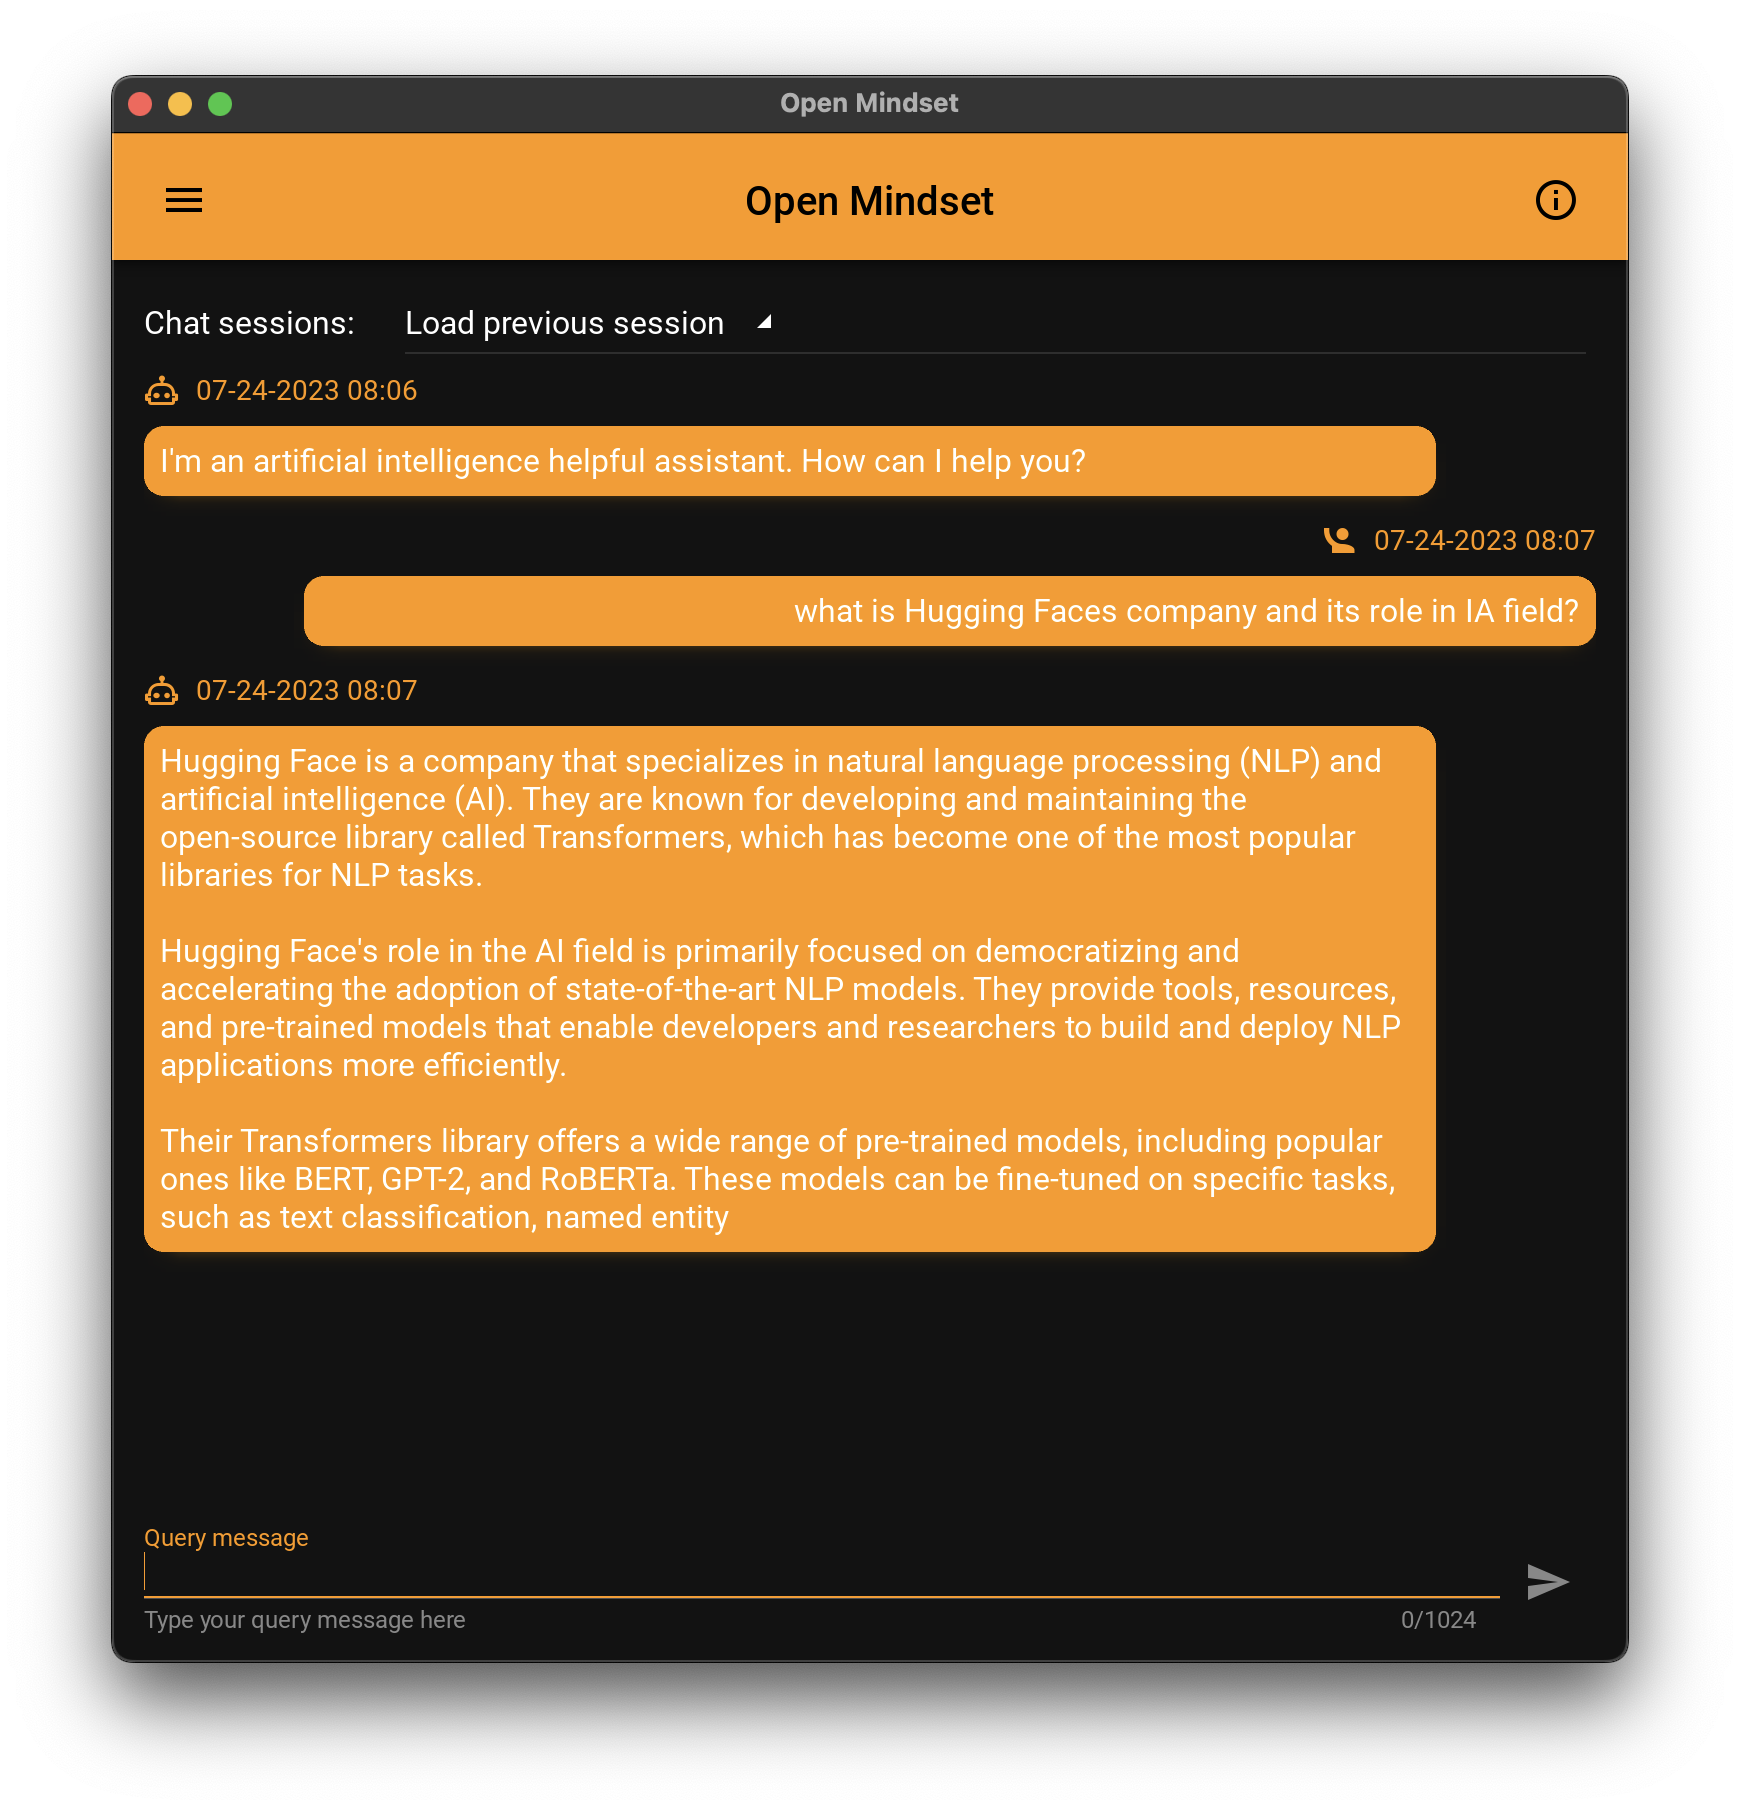 Open Mindset
Open Mindset
Chat sessions: Load previous session
07-24-2023 08:06
I'm an artificial intelligence helpful assistant. How can I help you?
07-24-2023 08:07
what is Hugging Faces company and its role in IA field?
07-24-2023 08:07
Hugging Face is a company that specializes in natural language processing (NLP) and
artificial intelligence (AI). They are known for developing and maintaining the
open-source library called Transformers, which has become one of the most popular
libraries for NLP tasks.
Hugging Face's role in the AI field is primarily focused on democratizing and
accelerating the adoption of state-of-the-art NLP models. They provide tools, resources,
and pre-trained models that enable developers and researchers to build and deploy NLP
applications more efficiently.
Their Transformers library offers a wide range of pre-trained models, including popular
ones like BERT, GPT-2, and RoBERTa. These models can be fine-tuned on specific tasks,
such as text classification, named entity
Query message
Type your query message here 0/1024